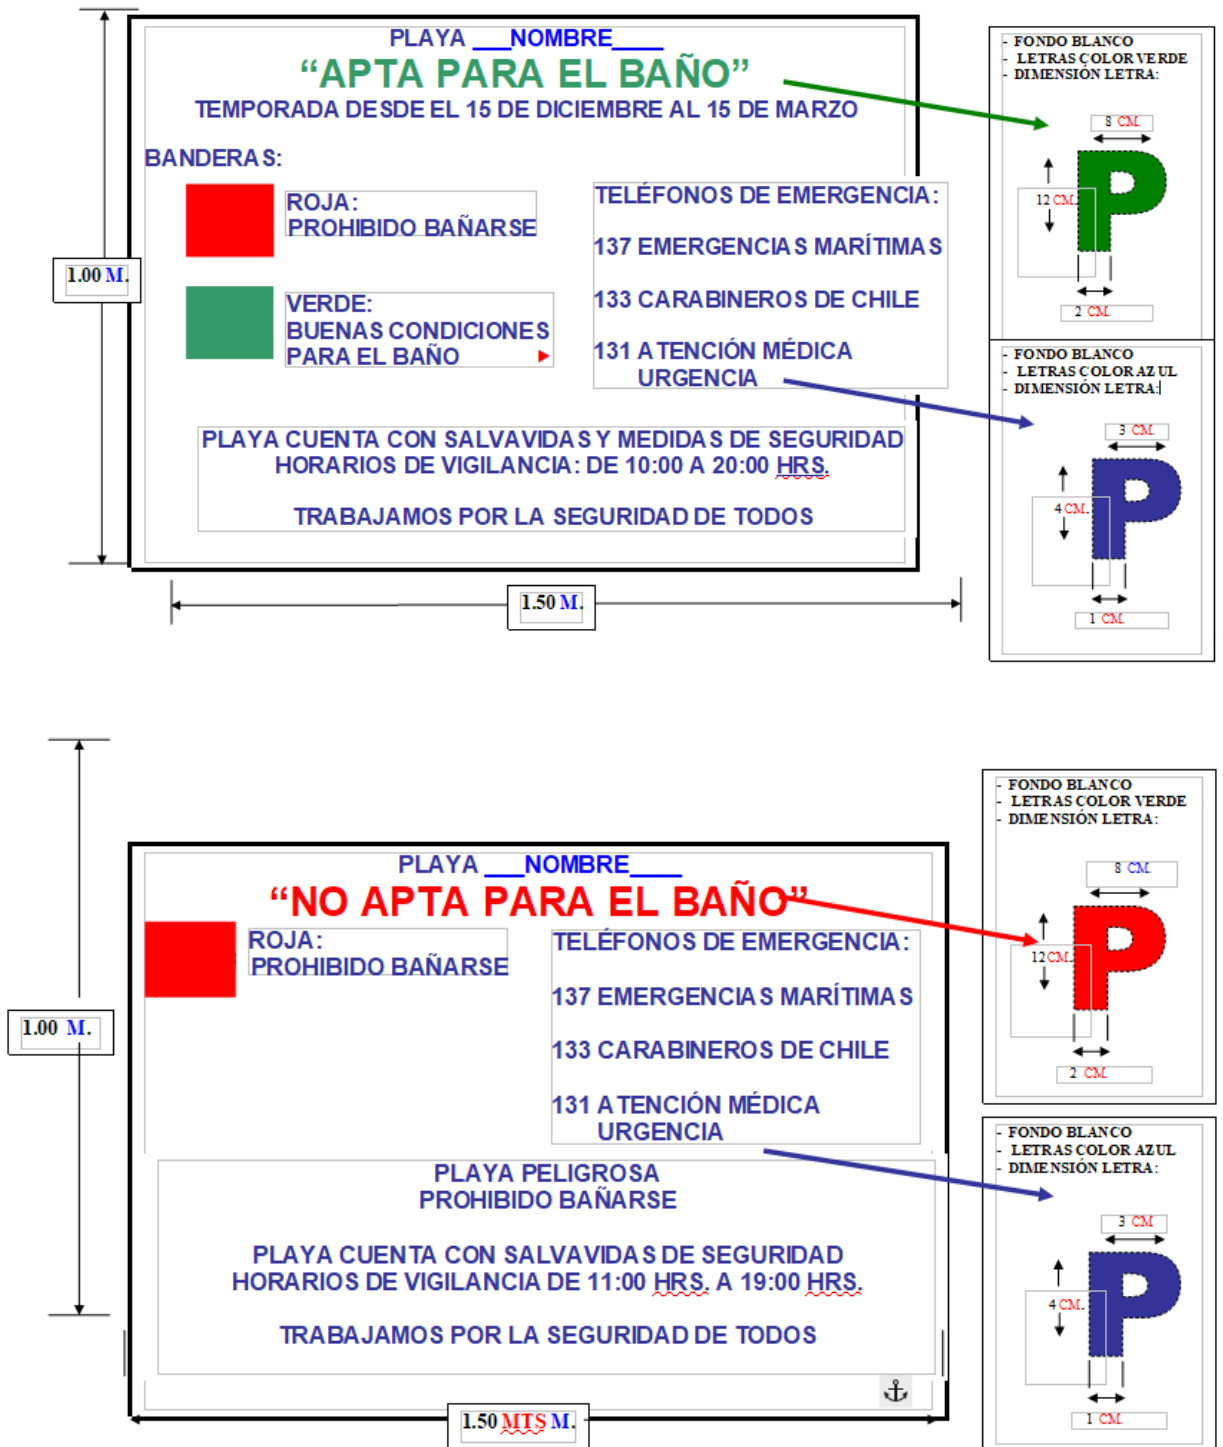 PLAYA ___NOMBRE____
“APTA PARA EL BAÑO”
TEMPORADA DESDE EL 15 DE DICIEMBRE AL 15 DE MARZO
BANDERAS:
ROJA:
PROHIBIDO BAÑARSE
VERDE:
BUENAS CONDICIONES
PARA EL BAÑO
TELÉFONOS DE EMERGENCIA:
137 EMERGENCIAS MARÍTIMAS
133 CARABINEROS DE CHILE
131 ATENCIÓN MÉDICA
URGENCIA
PLAYA CUENTA CON SALVAVIDAS Y MEDIDAS DE SEGURIDAD
HORARIOS DE VIGILANCIA: DE 10:00 A 20:00 HRS.
TRABAJAMOS POR LA SEGURIDAD DE TODOS
1.00 M.
1.50 M.
- FONDO BLANCO
- LETRAS COLOR VERDE
- DIMENSIÓN LETRA:
8 CM.
12 CM.
P
2 CM.
- FONDO BLANCO
- LETRAS COLOR AZUL
- DIMENSIÓN LETRA:
3 CM.
4 CM.
P
1 CM.
PLAYA ___NOMBRE____
“NO APTA PARA EL BAÑO”
ROJA:
PROHIBIDO BAÑARSE
TELÉFONOS DE EMERGENCIA:
137 EMERGENCIAS MARÍTIMAS
133 CARABINEROS DE CHILE
131 ATENCIÓN MÉDICA
URGENCIA
PLAYA PELIGROSA
PROHIBIDO BAÑARSE
PLAYA CUENTA CON SALVAVIDAS DE SEGURIDAD
HORARIOS DE VIGILANCIA DE 11:00 HRS. A 19:00 HRS.
TRABAJAMOS POR LA SEGURIDAD DE TODOS
1.00 M.
1.50 MTS M.
- FONDO BLANCO
- LETRAS COLOR VERDE
- DIMENSIÓN LETRA:
8 CM.
12CM.
P
2 CM.
- FONDO BLANCO
- LETRAS COLOR AZUL
- DIMENSIÓN LETRA:
3 CM
4 CM.
P
1 CM.